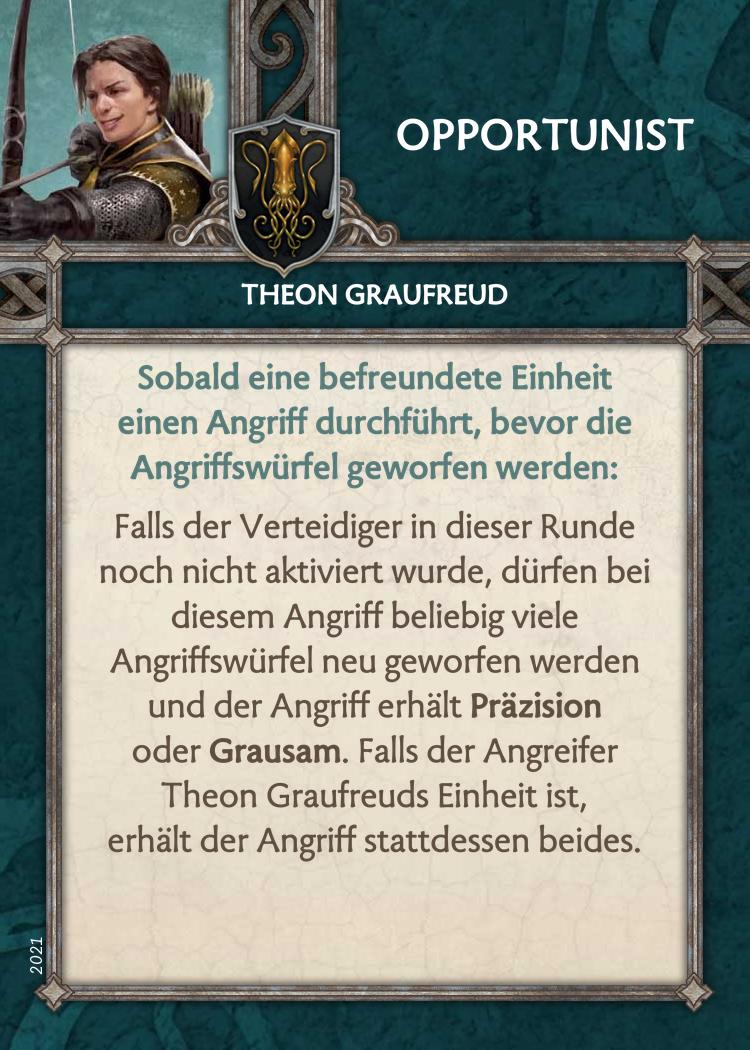 OPPORTUNIST
THEON GRAUFREUD
Sobald eine befreundete Einheit
einen Angriff durchführt, bevor die
Angriffswürfel geworfen werden:
Falls der Verteidiger in dieser Runde
noch nicht aktiviert wurde, dürfen bei
diesem Angriff beliebig viele
Angriffswürfel neu geworfen werden
und der Angriff erhält Präzision
oder Grausam. Falls der Angreifer
Theon Graufreuds Einheit ist,
erhält der Angriff stattdessen beides.
2021